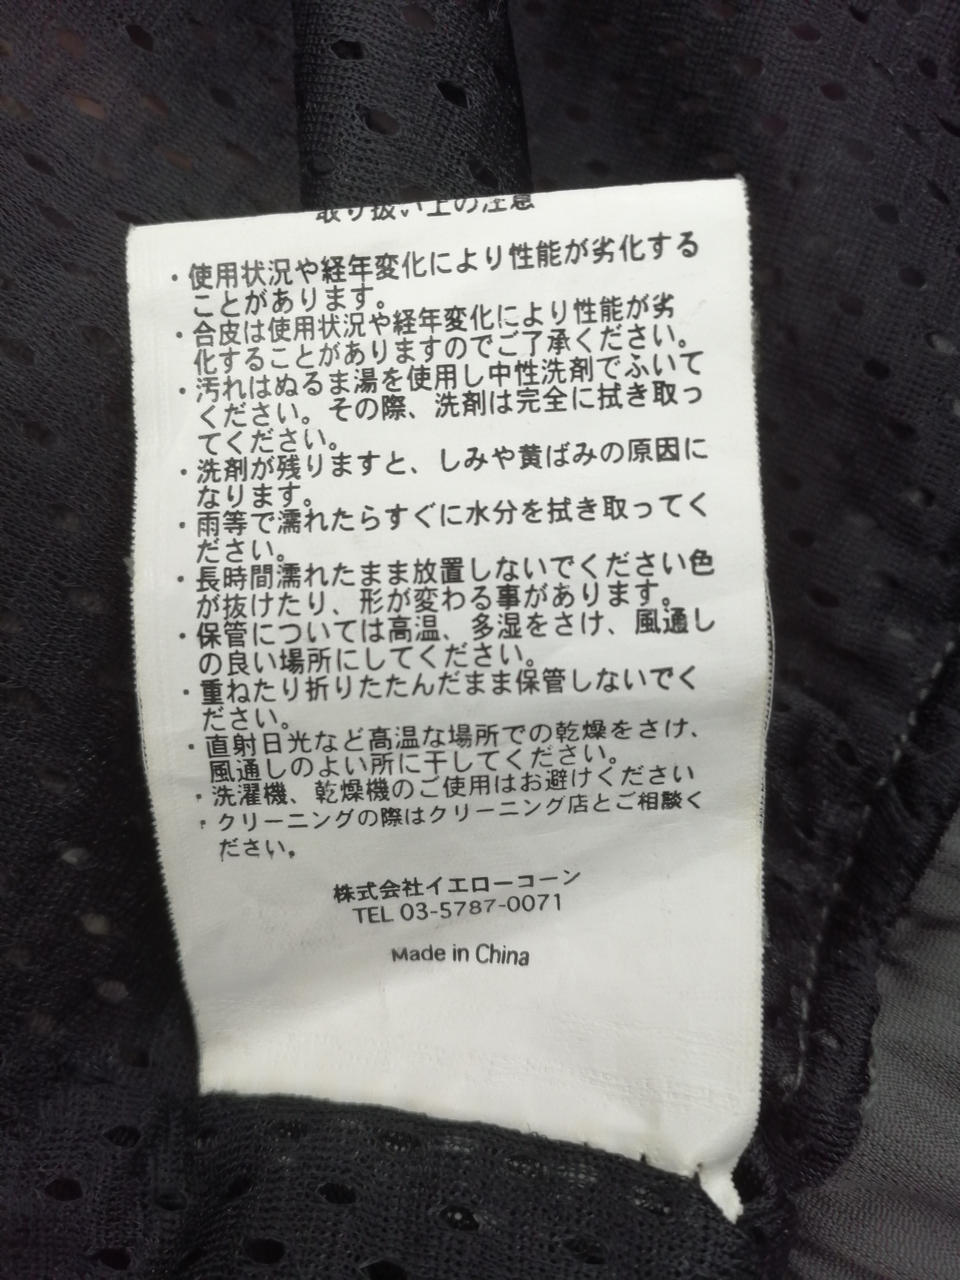 取り扱い上の注意
・使用状況や経年変化により性能が劣化する
ことがあります。
・合皮は使用状況や経年変化により性能が劣
化することがありますのでご了承ください。
・汚れはぬるま湯を使用し中性洗剤でふいて
ください。その際、洗剤は完全に拭き取っ
てください。
・洗剤が残りますと、しみや黄ばみの原因に
なります。
・雨等で濡れたらすぐに水分を拭き取ってく
ださい。
・長時間濡れたまま放置しないでください色
が抜けたり、形が変わる事があります。
・保管については高温、多湿をさけ、風通し
の良い場所にしてください。
・重ねたり折りたたんだまま保管しないでく
ださい。
・直射日光など高温な場所での乾燥をさけ、
風通しのよい所に干してください。
・洗濯機、乾燥機のご使用はお避けください
・クリーニングの際はクリーニング店とご相談く
ださい。
株式会社イエローコーン
TEL 03-5787-0071
Made in China